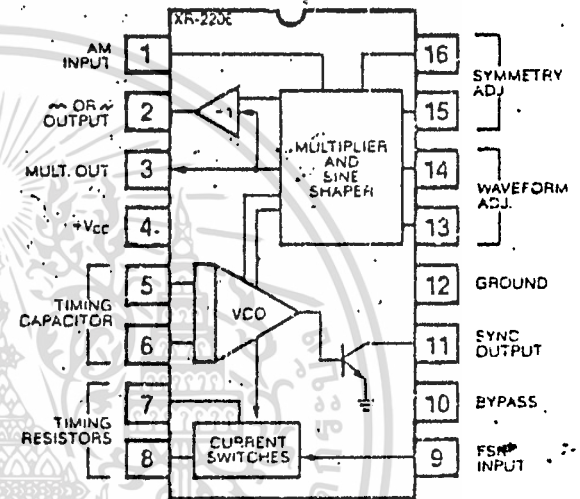 XR-2206
AM
INPUT
1
~ OR ~
OUTPUT
2
MULT. OUT
3
+Vcc
4
TIMING
CAPACITOR
5
6
TIMING
RESISTORS
7
8
-1
MULTIPLIER
AND
SINE
SHAPER
VCO
CURRENT
SWITCHES
16
15
SYMMETRY
ADJ
14
13
WAVEFORM
ADJ.
12
GROUND
11
SYNC
OUTPUT
10
BYPASS
9
FSK
INPUT